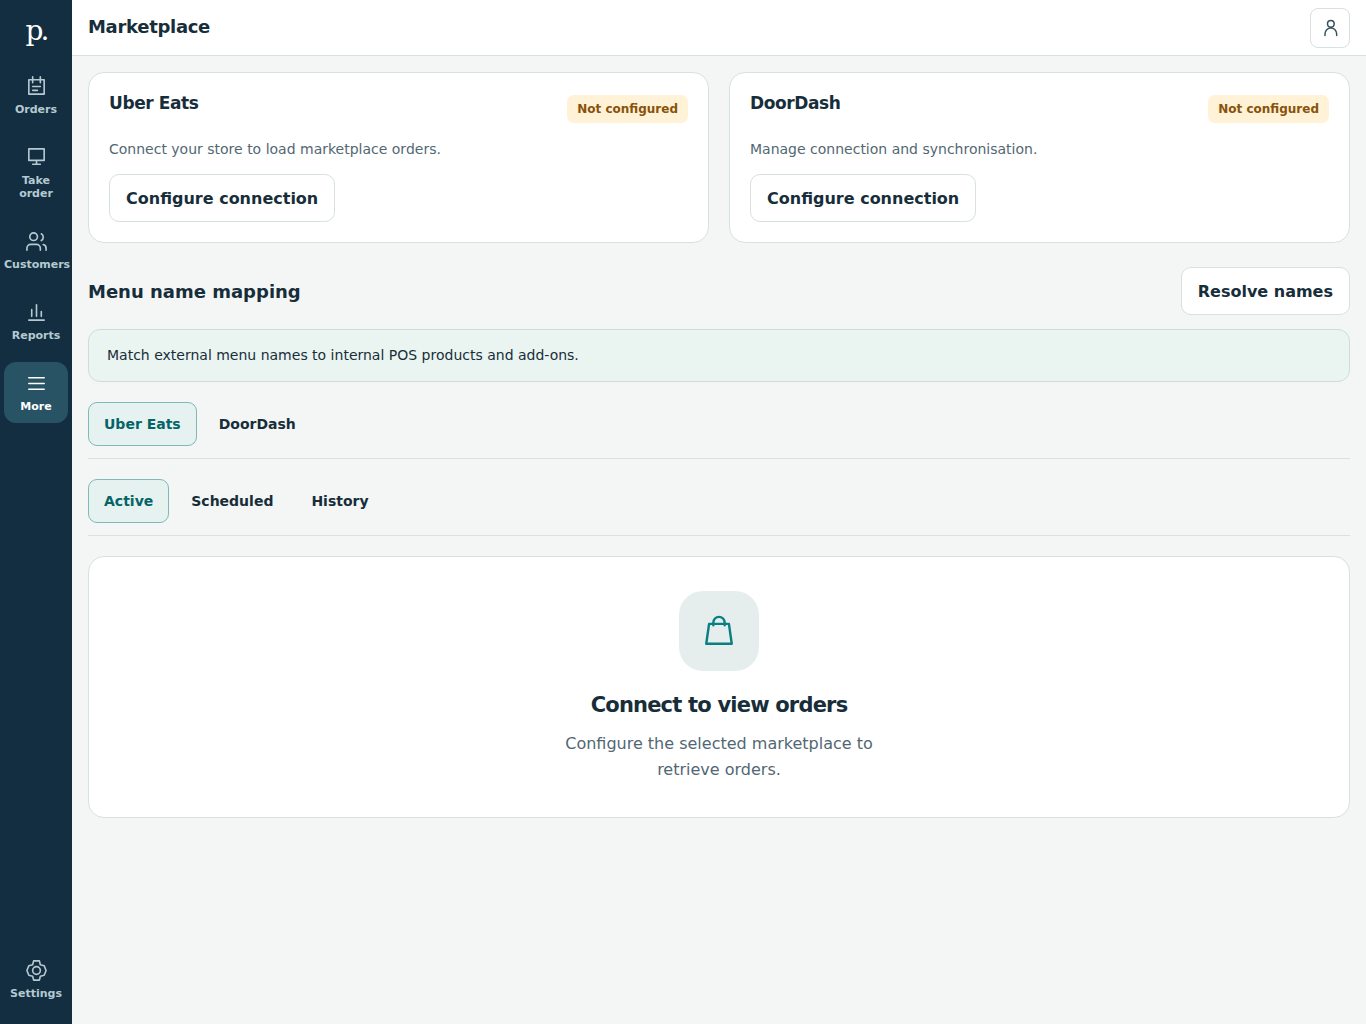 p.
Marketplace
Orders
Take
order
Customers
Reports
More
Settings
Uber Eats
Not configured
Connect your store to load marketplace orders.
Configure connection
DoorDash
Not configured
Manage connection and synchronisation.
Configure connection
Menu name mapping
Resolve names
Match external menu names to internal POS products and add-ons.
Uber Eats
DoorDash
Active
Scheduled
History
Connect to view orders
Configure the selected marketplace to
retrieve orders.